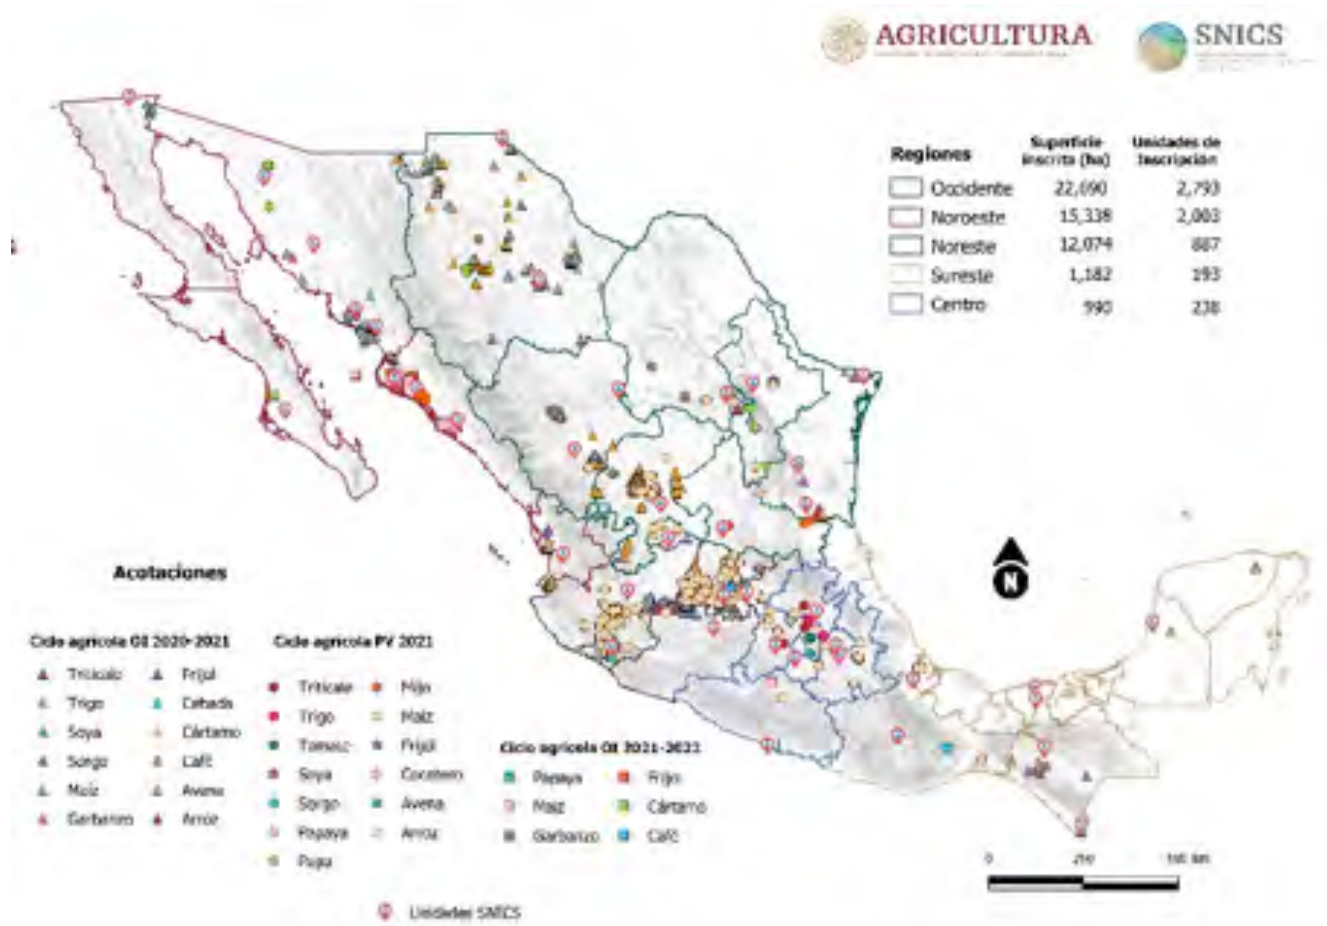 AGRICULTURA
SNICS
Regiones Superficie inscrita (ha) Unidades de Inscripción
Occidente 22,690 2,793
Noroeste 15,338 2,003
Noreste 12,074 887
Sureste 1,182 193
Centro 990 238
N
Acotaciones
Ciclo agrícola OI 2020-2021
Triticale Frijol
Trigo Cebada
Soya Cártamo
Sorgo Café
Maíz Avena
Garbanzo Arroz
Ciclo agrícola PV 2021
Triticale Mijo
Trigo Maíz
Soya Cocotero
Sorgo Avena
Papaya Arroz
Frijol
Papa
Ciclo agrícola OI 2021-2022
Papaya Frijol
Maíz Cártamo
Garbanzo Café
0
Unidades SNICS